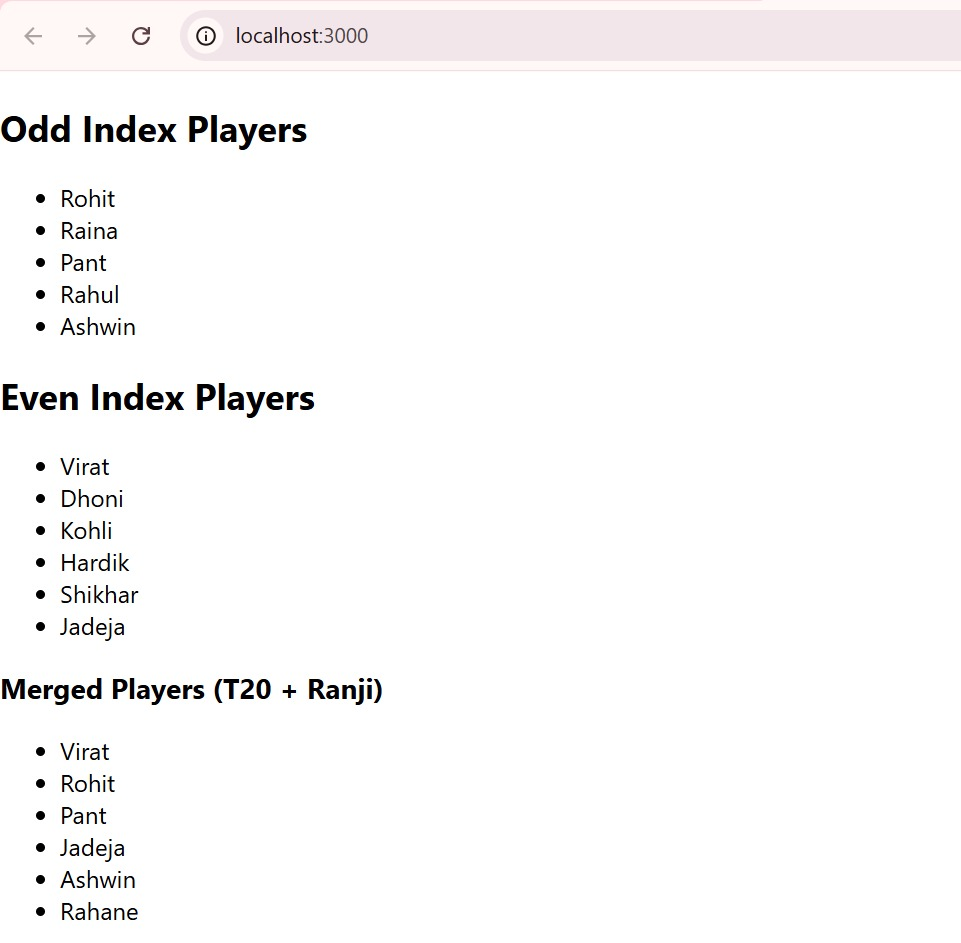 localhost:3000
Odd Index Players
Rohit
Raina
Pant
Rahul
Ashwin
Even Index Players
Virat
Dhoni
Kohli
Hardik
Shikhar
Jadeja
Merged Players (T20 + Ranji)
Virat
Rohit
Pant
Jadeja
Ashwin
Rahane